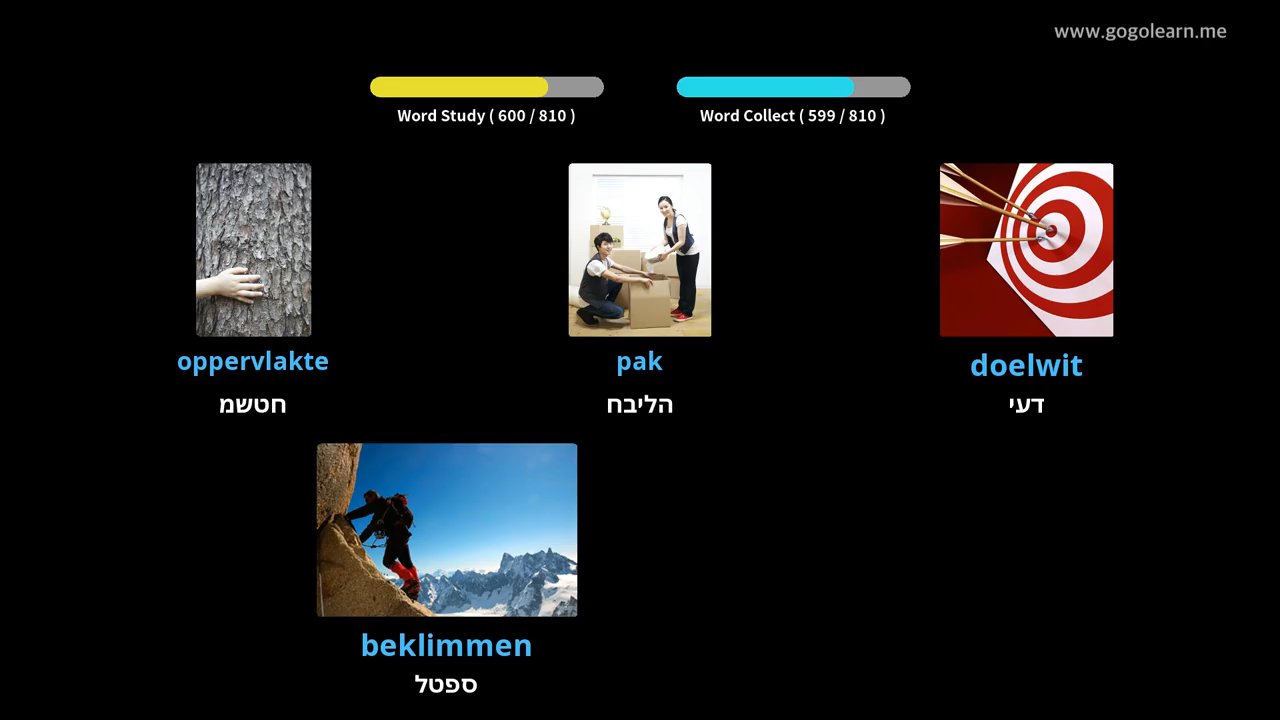 www.gogolearn.me
Word Study ( 600 / 810 )
Word Collect ( 599 / 810 )
oppervlakte
חטשמ
pak
הליבח
doelwit
דעי
beklimmen
ספטל